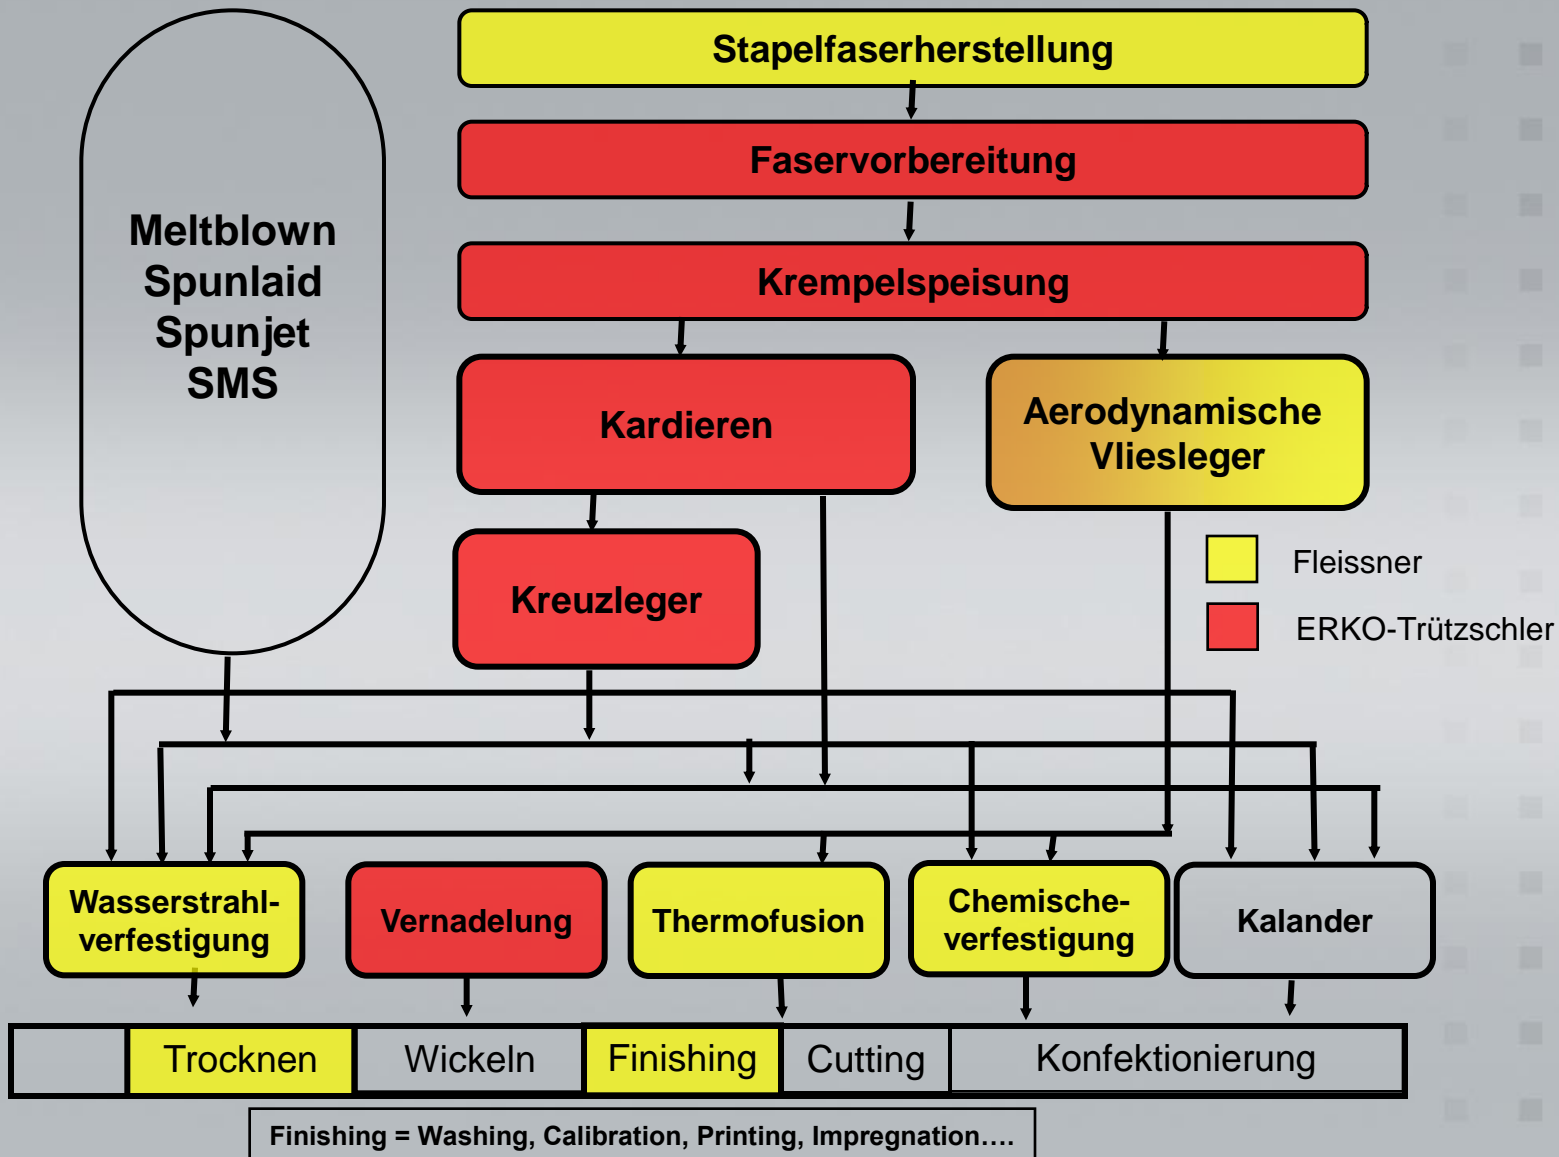 Stapelfaserherstellung
Faservorbereitung
Krempelspeisung
Meltblown
Spunlaid
Spunjet
SMS
Kardieren
Aerodynamische
Vliesleger
Kreuzleger
Fleissner
ERKO-Trützschler
Wasserstrahl-
verfestigung
Vernadelung
Thermofusion
Chemische-
verfestigung
Kalander
Trocknen
Wickeln
Finishing
Cutting
Konfektionierung
Finishing = Washing, Calibration, Printing, Impregnation....